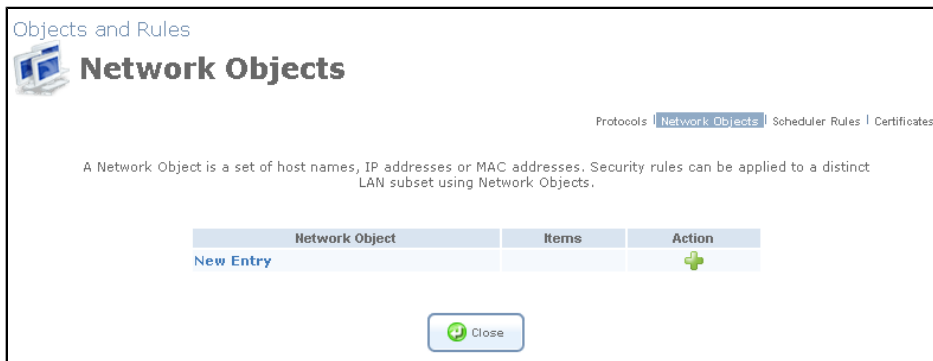 Objects and Rules
Network Objects
Protocols | Network Objects | Scheduler Rules | Certificates
A Network Object is a set of host names, IP addresses or MAC addresses. Security rules can be applied to a distinct
LAN subset using Network Objects.
Network Object Items Action
New Entry
Close